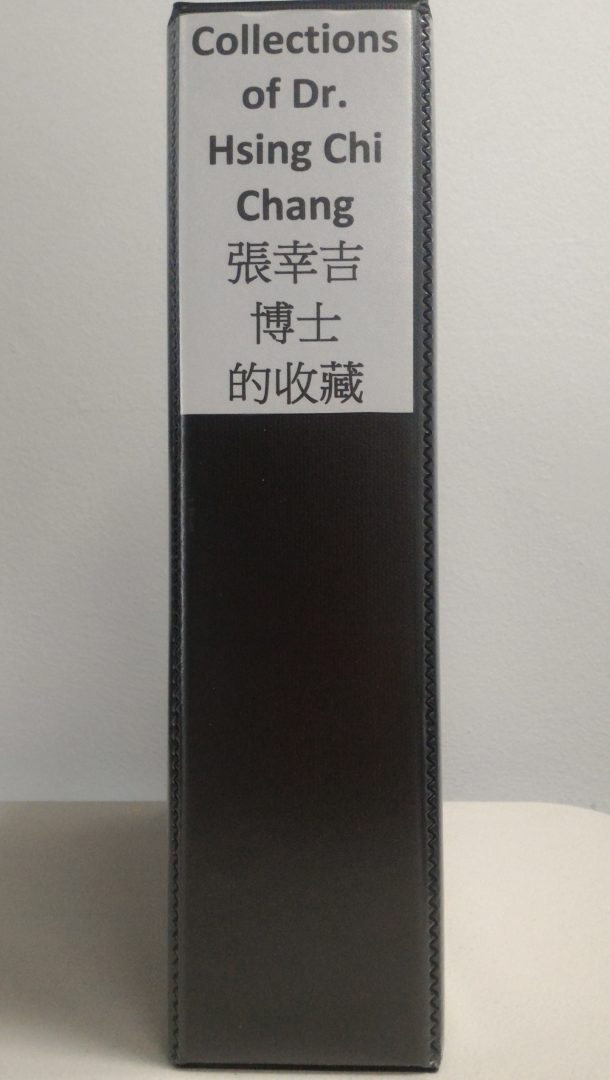 Collections
of Dr.
Hsing Chi
Chang
張幸吉
博士
的收藏